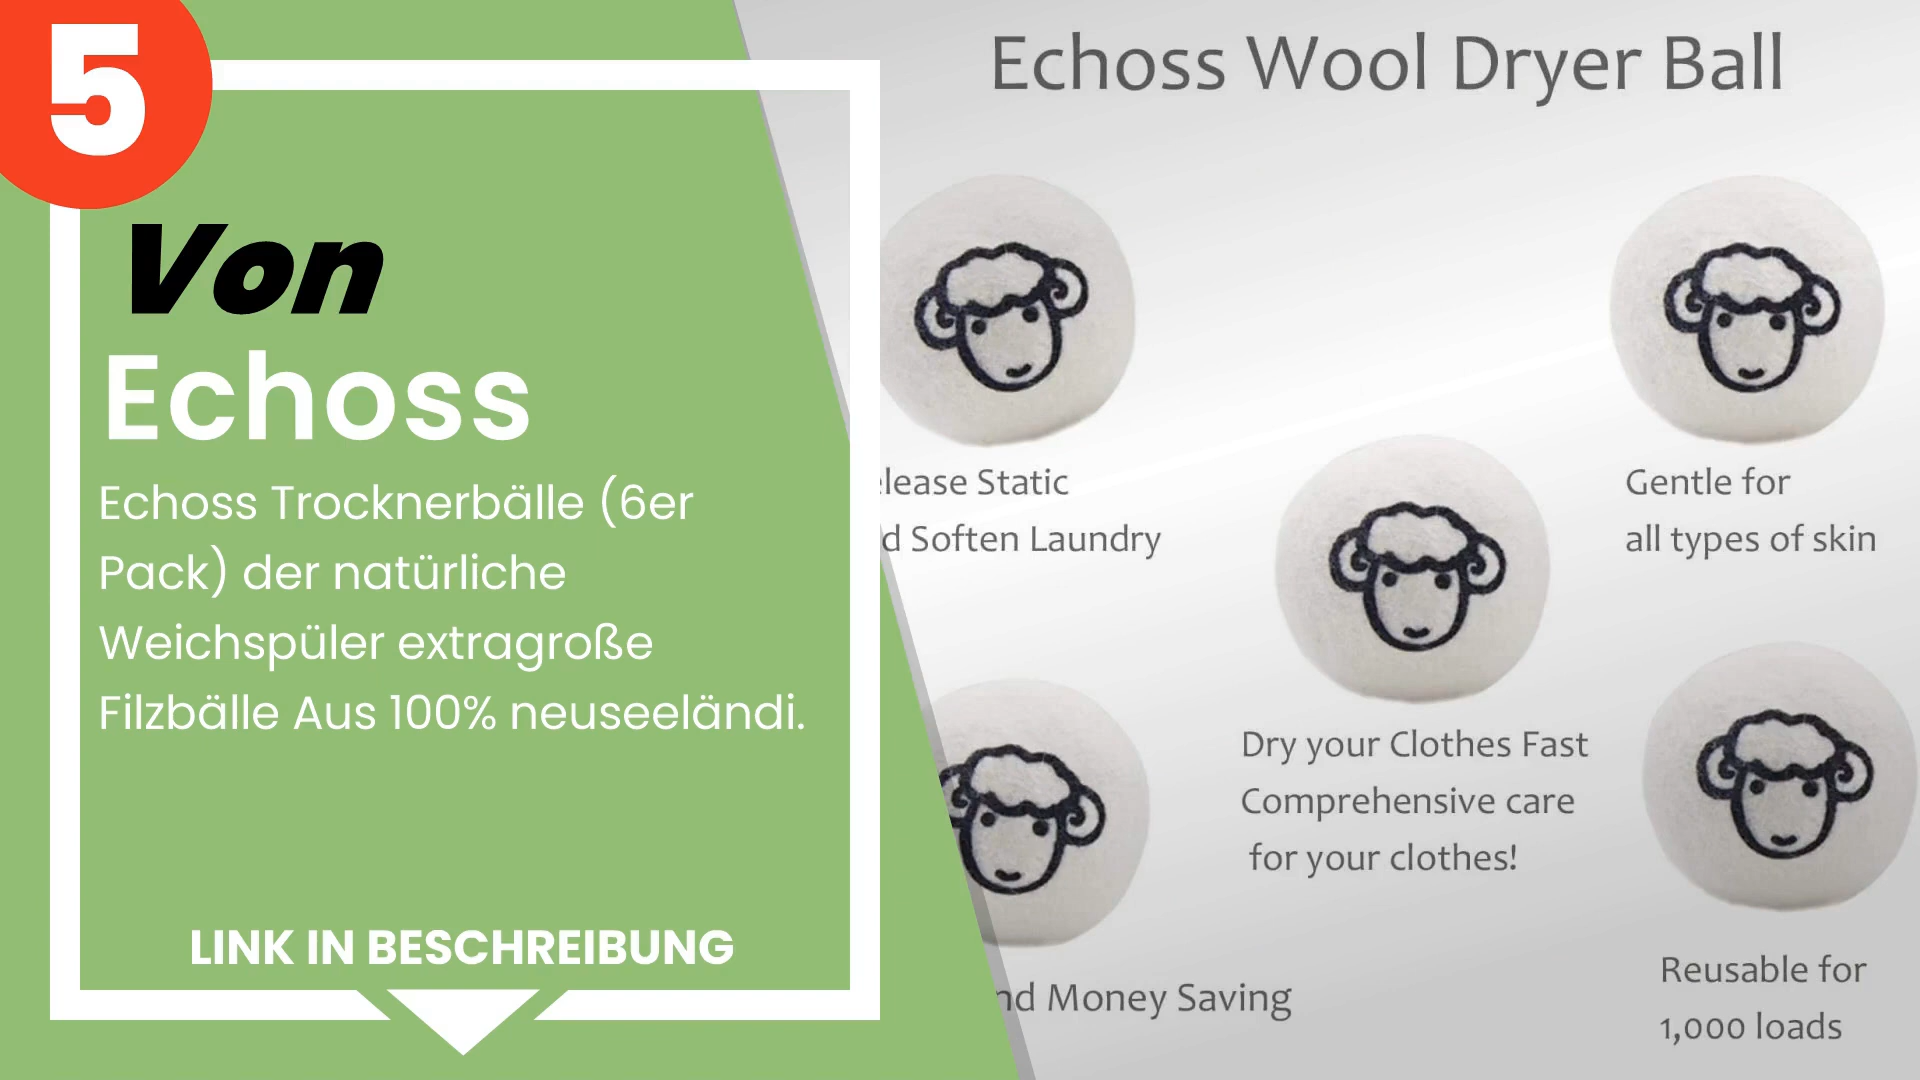 5
Von
Echoss
Echoss Trocknerbälle (6er
Pack) der natürliche
Weichspüler extragroße
Filzbälle Aus 100% neuseeländi.
LINK IN BESCHREIBUNG
Echoss Wool Dryer Ball
Static
Soften Laundry
Gentle for
all types of skin
Dry your Clothes Fast
Comprehensive care
for your clothes!
Money Saving
Reusable for
1,000 loads